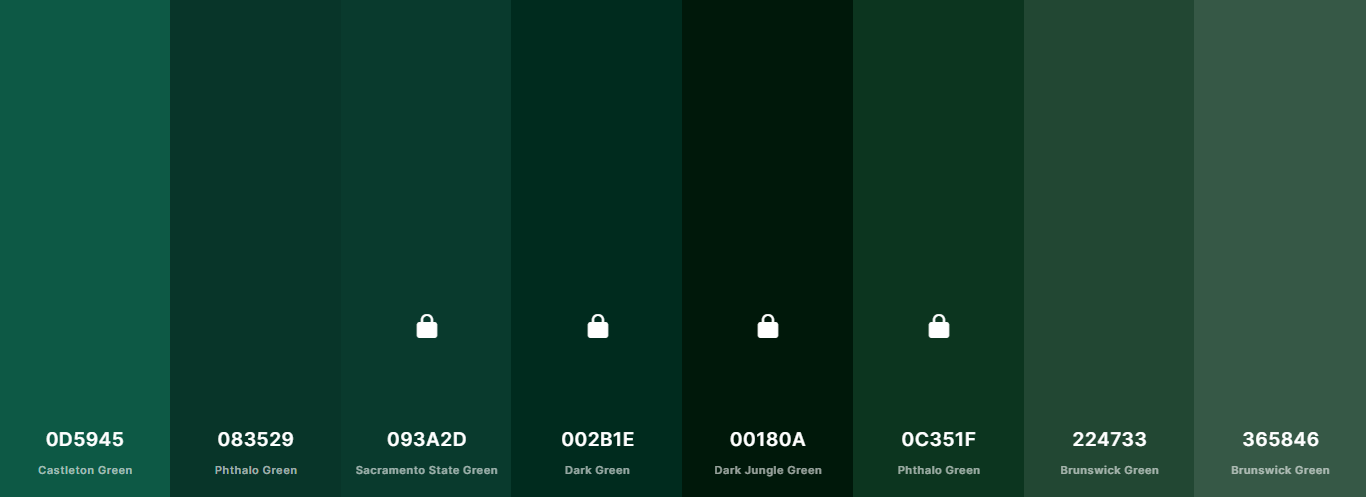 0D5945
Castleton Green
083529
Phthalo Green
093A2D
Sacramento State Green
002B1E
Dark Green
00180A
Dark Jungle Green
0C351F
Phthalo Green
224733
Brunswick Green
365846
Brunswick Green